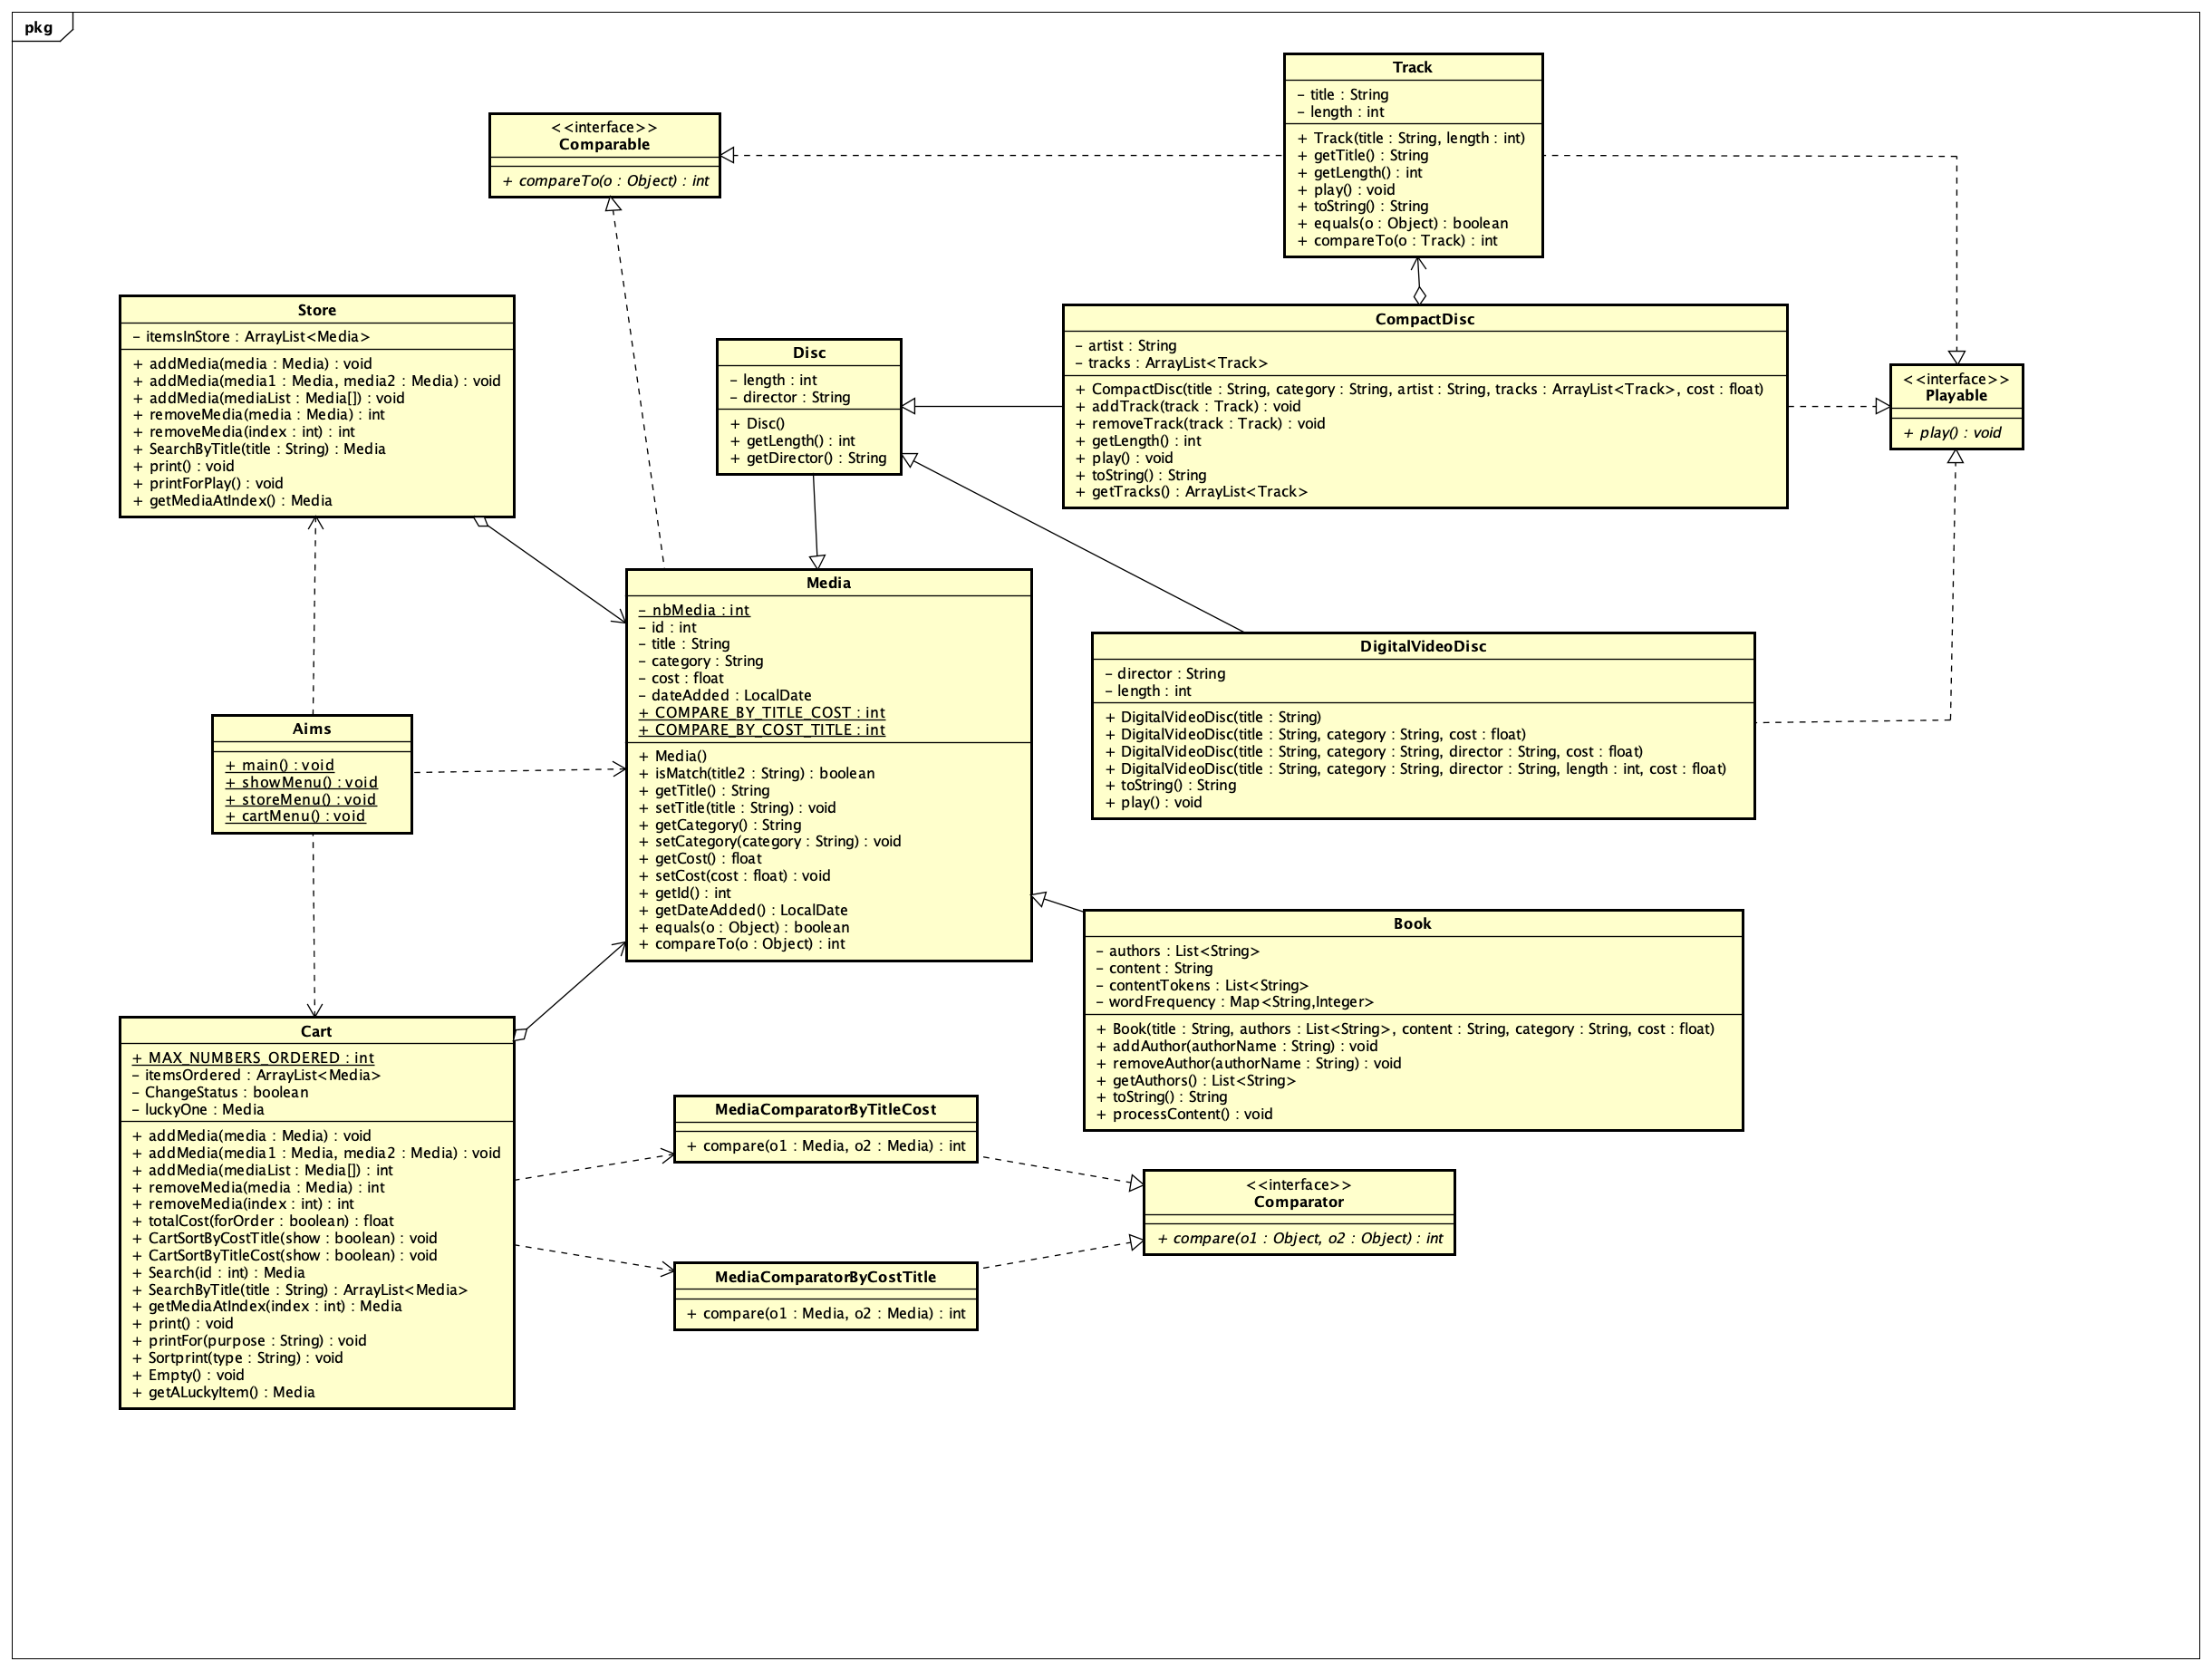 pkg
Track
– title : String
– length : int
+ Track(title : String, length : int)
+ getTitle() : String
+ getLength() : int
+ play() : void
+ toString() : String
+ equals(o : Object) : boolean
+ compareTo(o : Track) : int
<<interface>>
Comparable
+ compareTo(o : Object) : int
Store
– itemsInStore : ArrayList<Media>
+ addMedia(media : Media) : void
+ addMedia(media1 : Media, media2 : Media) : void
+ addMedia(mediaList : Media[]) : void
+ removeMedia(media : Media) : int
+ removeMedia(index : int) : int
+ SearchByTitle(title : String) : Media
+ print() : void
+ printForPlay() : void
+ getMediaAtIndex() : Media
Disc
– length : int
– director : String
+ Disc()
+ getLength() : int
+ getDirector() : String
CompactDisc
– artist : String
– tracks : ArrayList<Track>
+ CompactDisc(title : String, category : String, artist : String, tracks : ArrayList<Track>, cost : float)
+ addTrack(track : Track) : void
+ removeTrack(track : Track) : void
+ getLength() : int
+ play() : void
+ toString() : String
+ getTracks() : ArrayList<Track>
<<interface>>
Playable
+ play() : void
Media
– nbMedia : int
– id : int
– title : String
– category : String
– cost : float
– dateAdded : LocalDate
+ COMPARE_BY_TITLE_COST : int
+ COMPARE_BY_COST_TITLE : int
+ Media()
+ isMatch(title2 : String) : boolean
+ getTitle() : String
+ setTitle(title : String) : void
+ getCategory() : String
+ setCategory(category : String) : void
+ getCost() : float
+ setCost(cost : float) : void
+ getId() : int
+ getDateAdded() : LocalDate
+ equals(o : Object) : boolean
+ compareTo(o : Object) : int
DigitalVideoDisc
– director : String
– length : int
+ DigitalVideoDisc(title : String)
+ DigitalVideoDisc(title : String, category : String, cost : float)
+ DigitalVideoDisc(title : String, category : String, director : String, cost : float)
+ DigitalVideoDisc(title : String, category : String, director : String, length : int, cost : float)
+ toString() : String
+ play() : void
Aims
+ main() : void
+ showMenu() : void
+ storeMenu() : void
+ cartMenu() : void
Book
– authors : List<String>
– content : String
– contentTokens : List<String>
– wordFrequency : Map<String,Integer>
+ Book(title : String, authors : List<String>, content : String, category : String, cost : float)
+ addAuthor(authorName : String) : void
+ removeAuthor(authorName : String) : void
+ getAuthors() : List<String>
+ toString() : String
+ processContent() : void
Cart
+ MAX_NUMBERS_ORDERED : int
– itemsOrdered : ArrayList<Media>
– ChangeStatus : boolean
– luckyOne : Media
+ addMedia(media : Media) : void
+ addMedia(media1 : Media, media2 : Media) : void
+ addMedia(mediaList : Media[]) : int
+ removeMedia(media : Media) : int
+ removeMedia(index : int) : int
+ totalCost(forOrder : boolean) : float
+ CartSortByCostTitle(show : boolean) : void
+ CartSortByTitleCost(show : boolean) : void
+ Search(id : int) : Media
+ SearchByTitle(title : String) : ArrayList<Media>
+ getMediaAtIndex(index : int) : Media
+ print() : void
+ printFor(purpose : String) : void
+ Sortprint(type : String) : void
+ Empty() : void
+ getALuckyItem() : Media
MediaComparatorByTitleCost
+ compare(o1 : Media, o2 : Media) : int
<<interface>>
Comparator
+ compare(o1 : Object, o2 : Object) : int
MediaComparatorByCostTitle
+ compare(o1 : Media, o2 : Media) : int